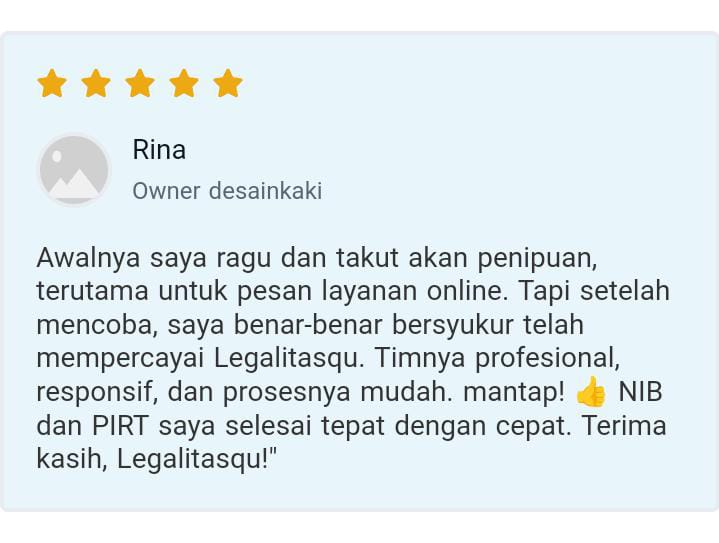 Rina
Owner desainkaki
Awalnya saya ragu dan takut akan penipuan,
terutama untuk pesan layanan online. Tapi setelah
mencoba, saya benar-benar bersyukur telah
mempercayai Legalitasqu. Timnya profesional,
responsif, dan prosesnya mudah. mantap! 👍 NIB
dan PIRT saya selesai tepat dengan cepat. Terima
kasih, Legalitasqu!"